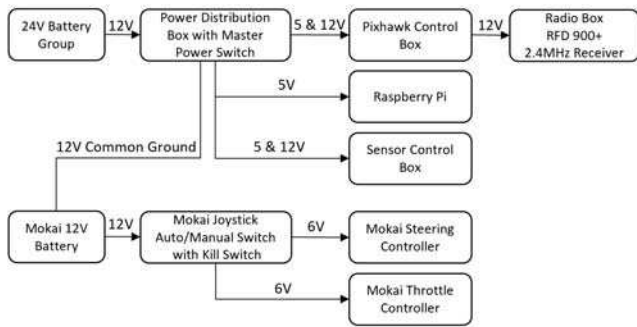 24V Battery
Group
12V
Power Distribution
Box with Master
Power Switch
5 & 12V
Pixhawk Control
Box
12V
Radio Box
RFD 900+
2.4MHz Receiver
5V
Raspberry Pi
12V Common Ground
5 & 12V
Sensor Control
Box
Mokai 12V
Battery
12V
Mokai Joystick
Auto/Manual Switch
with Kill Switch
6V
Mokai Steering
Controller
6V
Mokai Throttle
Controller